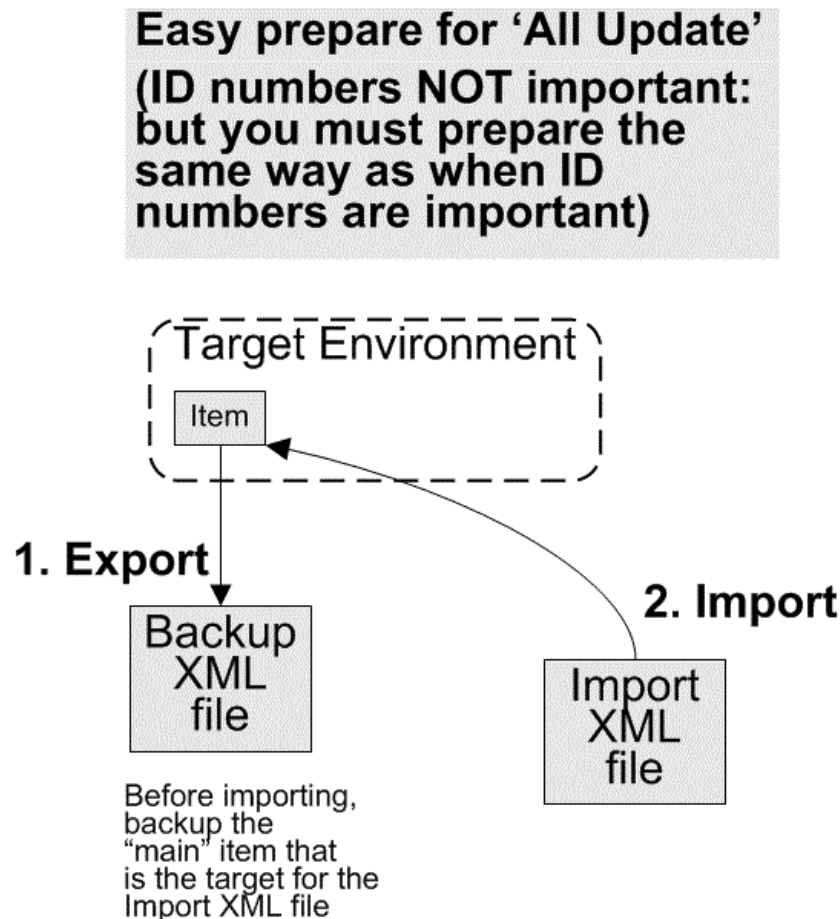 Easy prepare for ‘All Update’
(ID numbers NOT important:
but you must prepare the
same way as when ID
numbers are important)
Target Environment
Item
1. Export
2. Import
Backup
XML
file
Import
XML
file
Before importing,
backup the
“main” item that
is the target for the
Import XML file